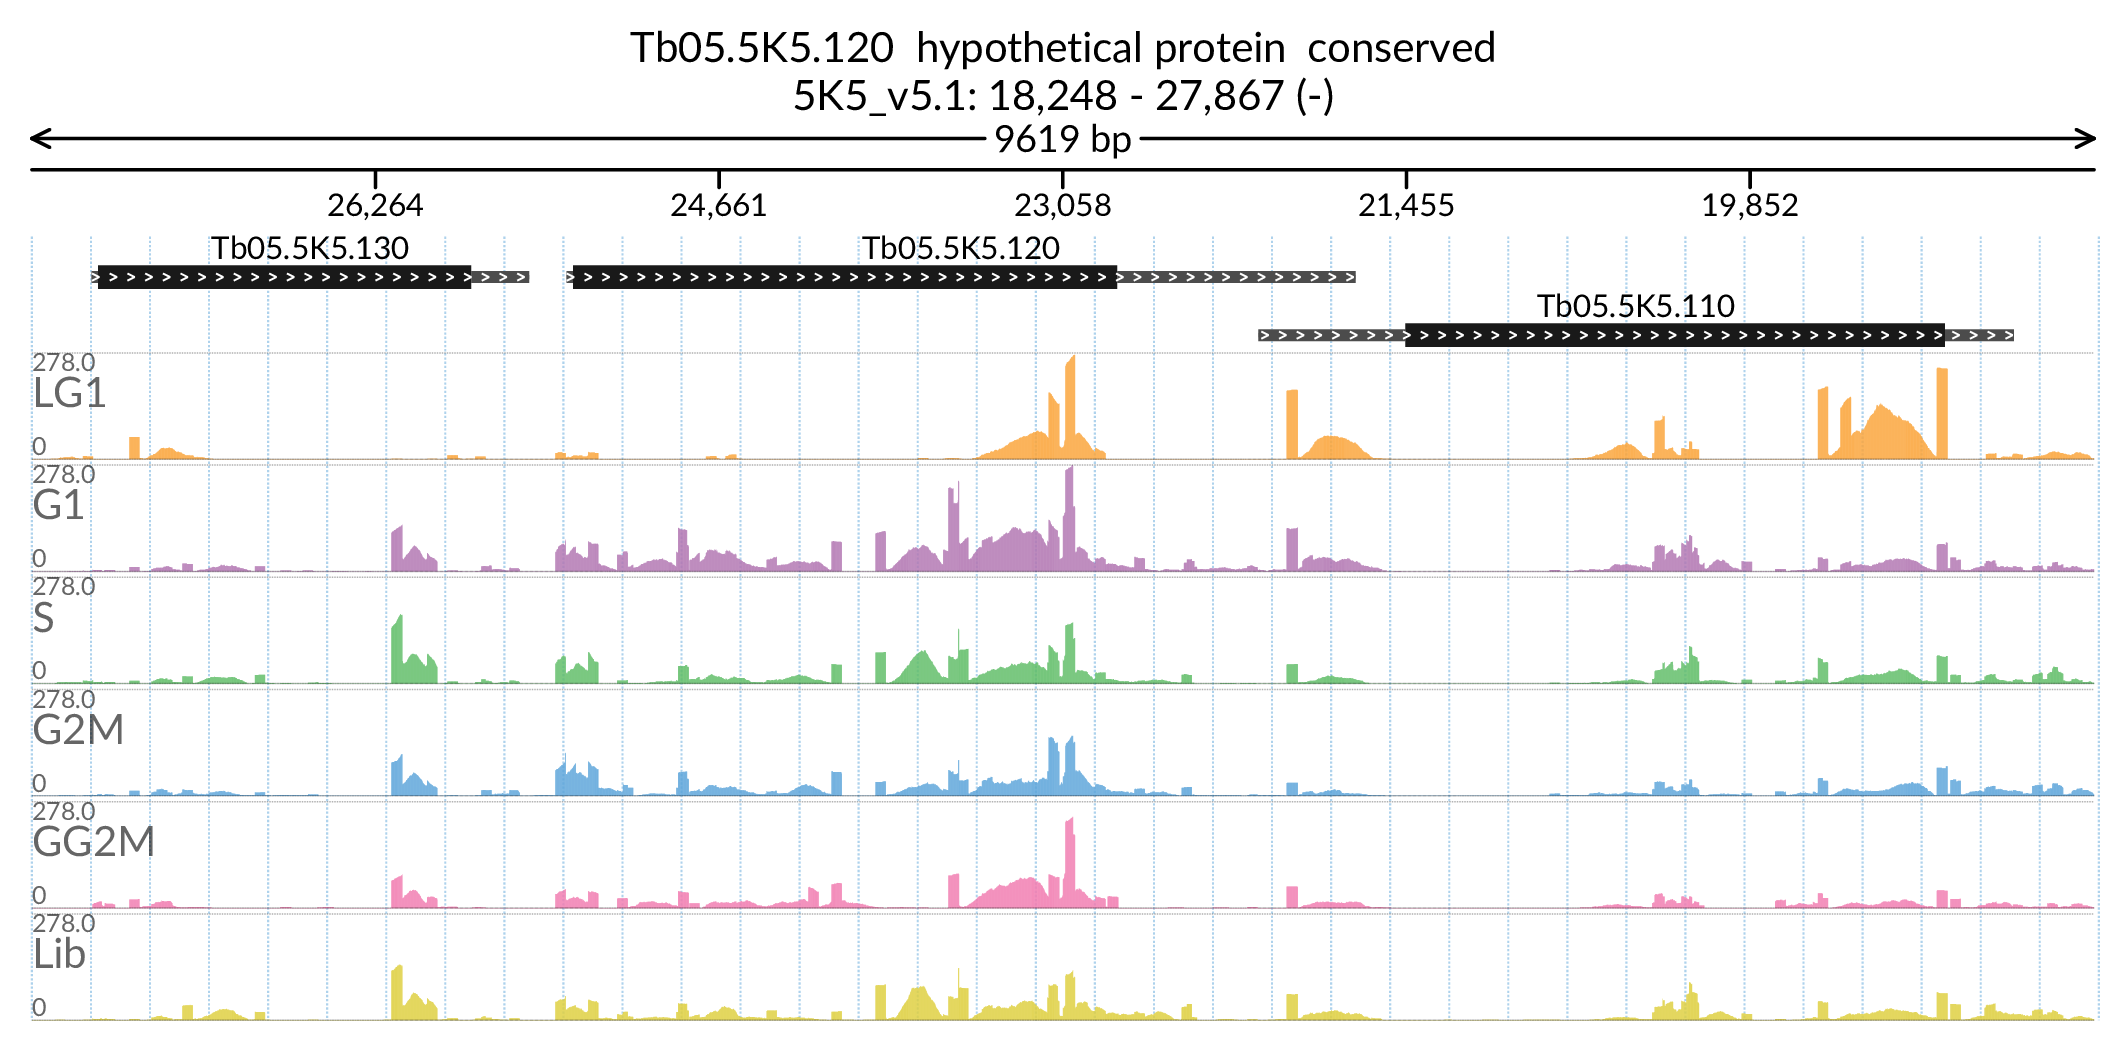 Tb05.5K5.120 hypothetical protein conserved
5K5_v5.1: 18,248 - 27,867 (-)
9619 bp
26,264 24,661 23,058 21,455 19,852
Tb05.5K5.130 Tb05.5K5.120
Tb05.5K5.110
278.0
LG1
0
278.0
G1
0
278.0
S
0
278.0
G2M
0
278.0
GG2M
0
278.0
Lib
0